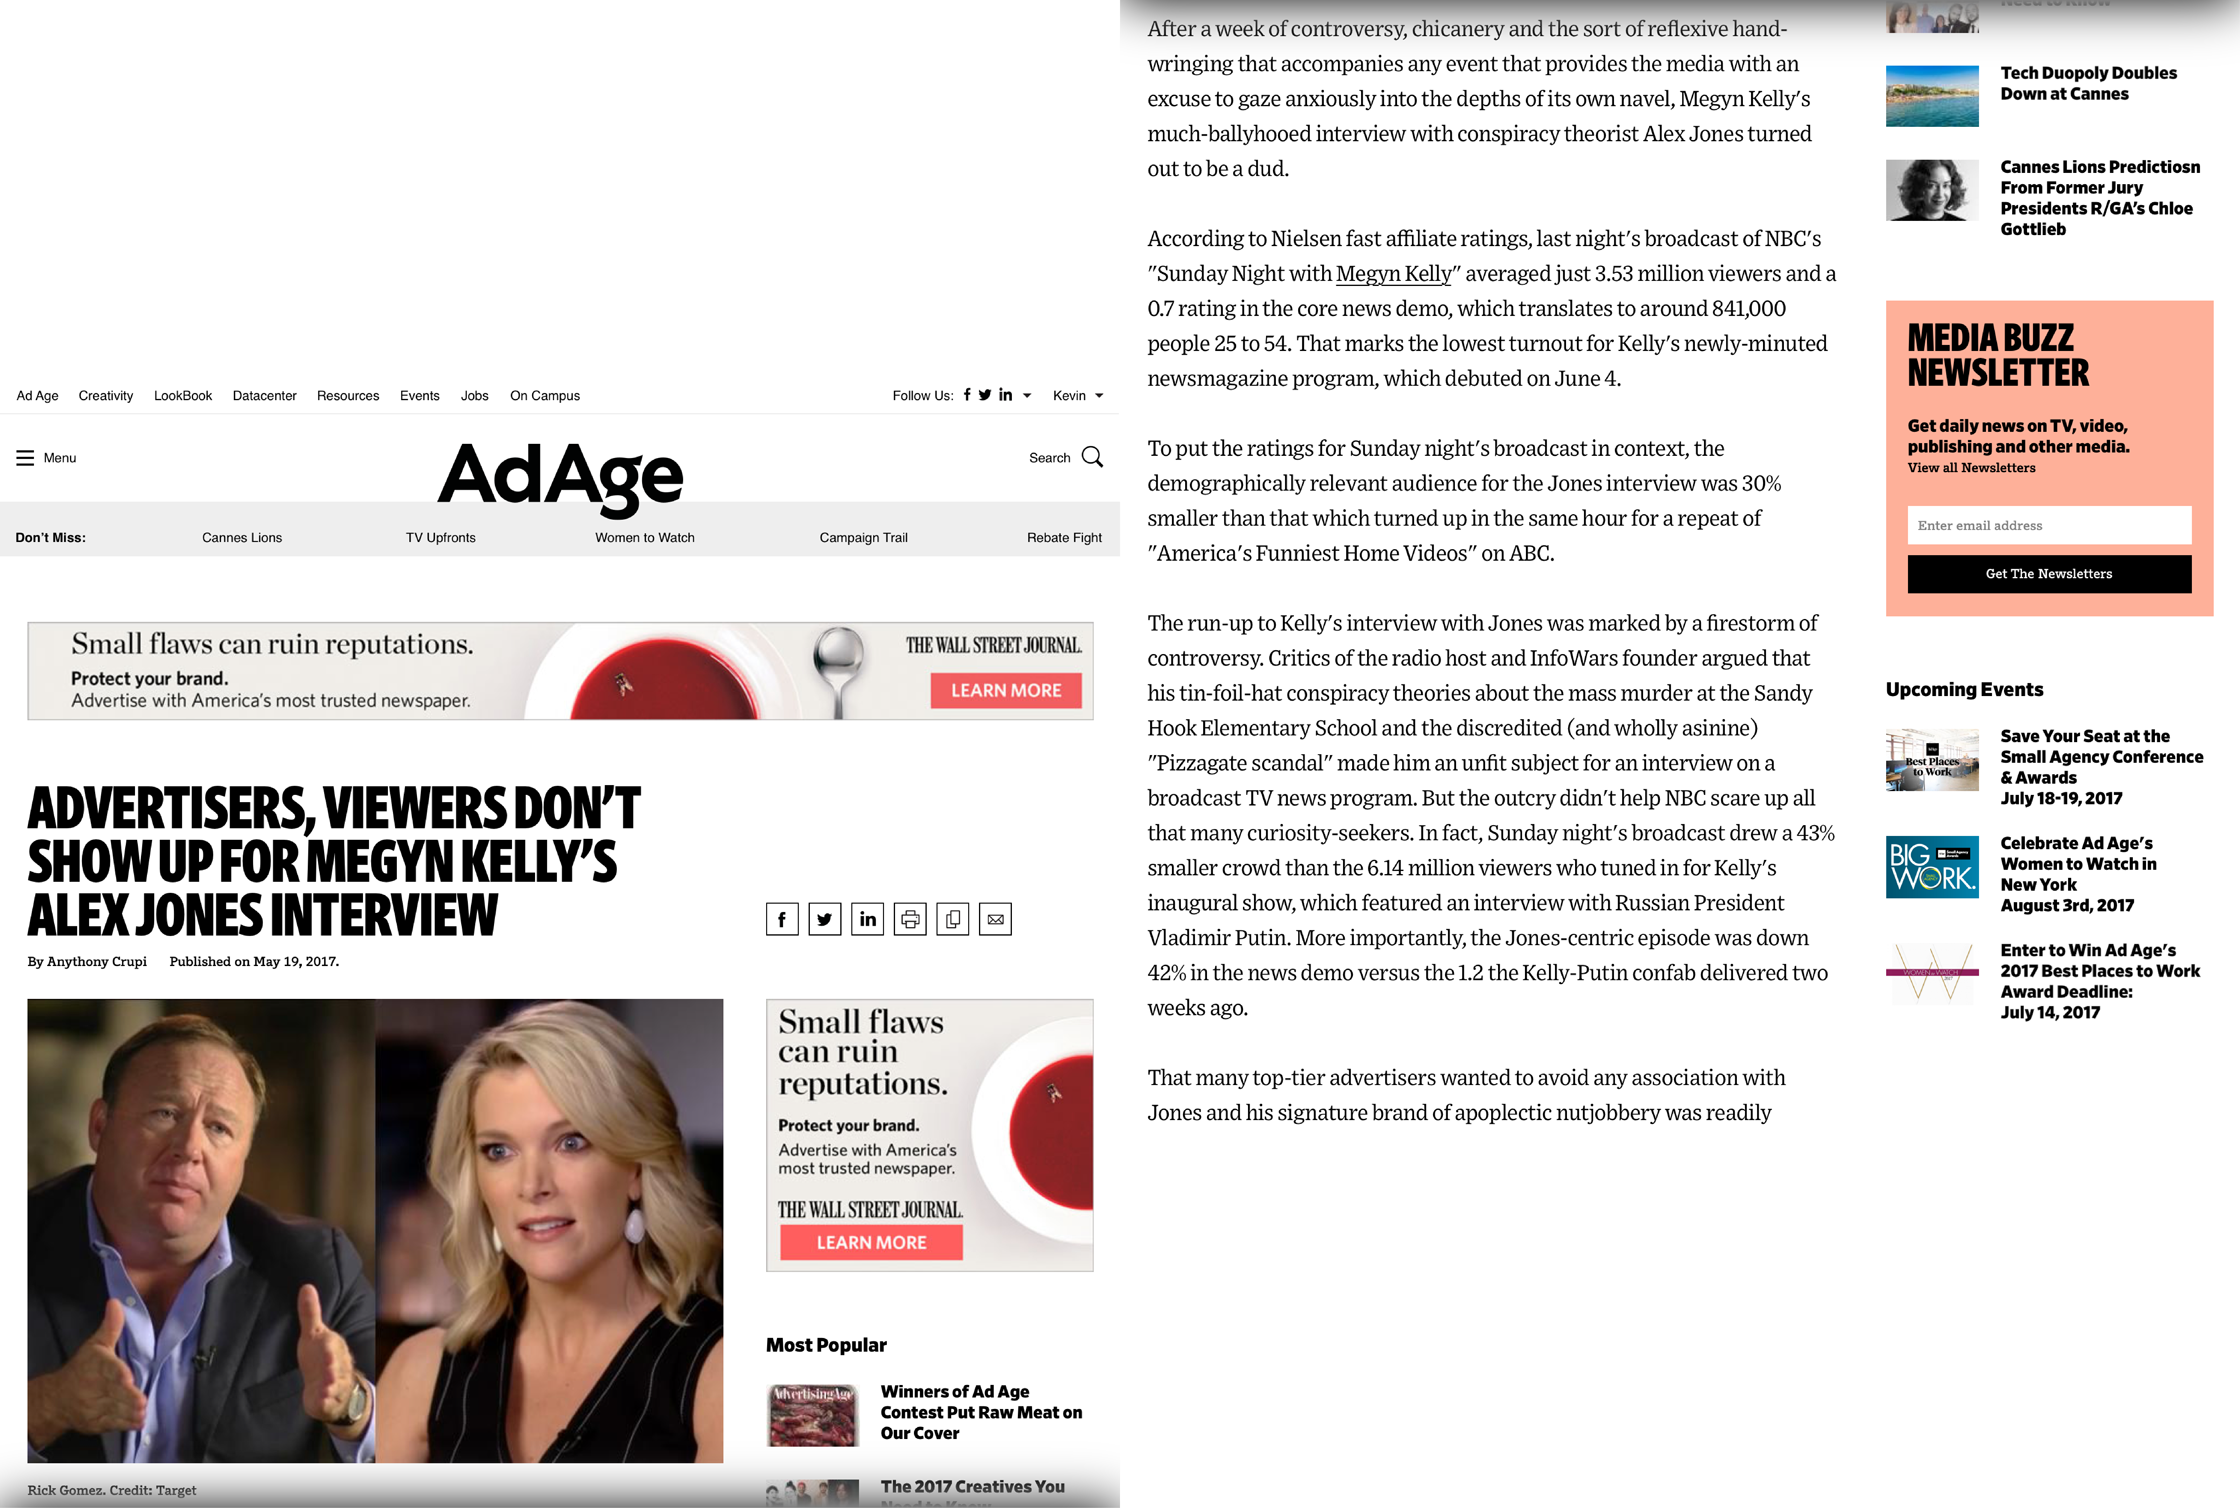 Ad Age Creativity LookBook Datacenter Resources Events Jobs On Campus
Follow Us: Kevin
Menu
AdAge
Search
Don't Miss: Cannes Lions TV Upfronts Women to Watch Campaign Trail Rebate Fight
Small flaws can ruin reputations.
Protect your brand.
Advertise with America's most trusted newspaper.
THE WALL STREET JOURNAL.
LEARN MORE
ADVERTISERS, VIEWERS DON'T
SHOW UP FOR MEGYN KELLY'S
ALEX JONES INTERVIEW
By Anythony Crupi Published on May 19, 2017.
Rick Gomez. Credit: Target
Small flaws
can ruin
reputations.
Protect your brand.
Advertise with America's
most trusted newspaper.
THE WALL STREET JOURNAL.
LEARN MORE
Most Popular
AdvertisingAge
Winners of Ad Age
Contest Put Raw Meat on
Our Cover
The 2017 Creatives You
Need to Know
After a week of controversy, chicanery and the sort of reflexive hand-
wringing that accompanies any event that provides the media with an
excuse to gaze anxiously into the depths of its own navel, Megyn Kelly's
much-ballyhooed interview with conspiracy theorist Alex Jones turned
out to be a dud.
According to Nielsen fast affiliate ratings, last night's broadcast of NBC's
"Sunday Night with Megyn Kelly" averaged just 3.53 million viewers and a
0.7 rating in the core news demo, which translates to around 841,000
people 25 to 54. That marks the lowest turnout for Kelly's newly-minted
newsmagazine program, which debuted on June 4.
To put the ratings for Sunday night's broadcast in context, the
demographically relevant audience for the Jones interview was 30%
smaller than that which turned up in the same hour for a repeat of
"America's Funniest Home Videos" on ABC.
The run-up to Kelly's interview with Jones was marked by a firestorm of
controversy. Critics of the radio host and InfoWars founder argued that
his tin-foil-hat conspiracy theories about the mass murder at the Sandy
Hook Elementary School and the discredited (and wholly asinine)
"Pizzagate scandal" made him an unfit subject for an interview on a
broadcast TV news program. But the outcry didn't help NBC scare up all
that many curiosity-seekers. In fact, Sunday night's broadcast drew a 43%
smaller crowd than the 6.14 million viewers who tuned in for Kelly's
inaugural show, which featured an interview with Russian President
Vladimir Putin. More importantly, the Jones-centric episode was down
42% in the news demo versus the 1.2 the Kelly-Putin confab delivered two
weeks ago.
That many top-tier advertisers wanted to avoid any association with
Jones and his signature brand of apoplectic nutjobbery was readily
Need to Know
Tech Duopoly Doubles
Down at Cannes
Cannes Lions Predictiosn
From Former Jury
Presidents R/GA's Chloe
Gottlieb
MEDIA BUZZ
NEWSLETTER
Get daily news on TV, video,
publishing and other media.
View all Newsletters
Enter email address
Get The Newsletters
Upcoming Events
Best Places
to Work
Save Your Seat at the
Small Agency Conference
& Awards
July 18-19, 2017
BIG
WORK.
Celebrate Ad Age's
Women to Watch in
New York
August 3rd, 2017
WOMEN TO WATCH
Enter to Win Ad Age's
2017 Best Places to Work
Award Deadline:
July 14, 2017